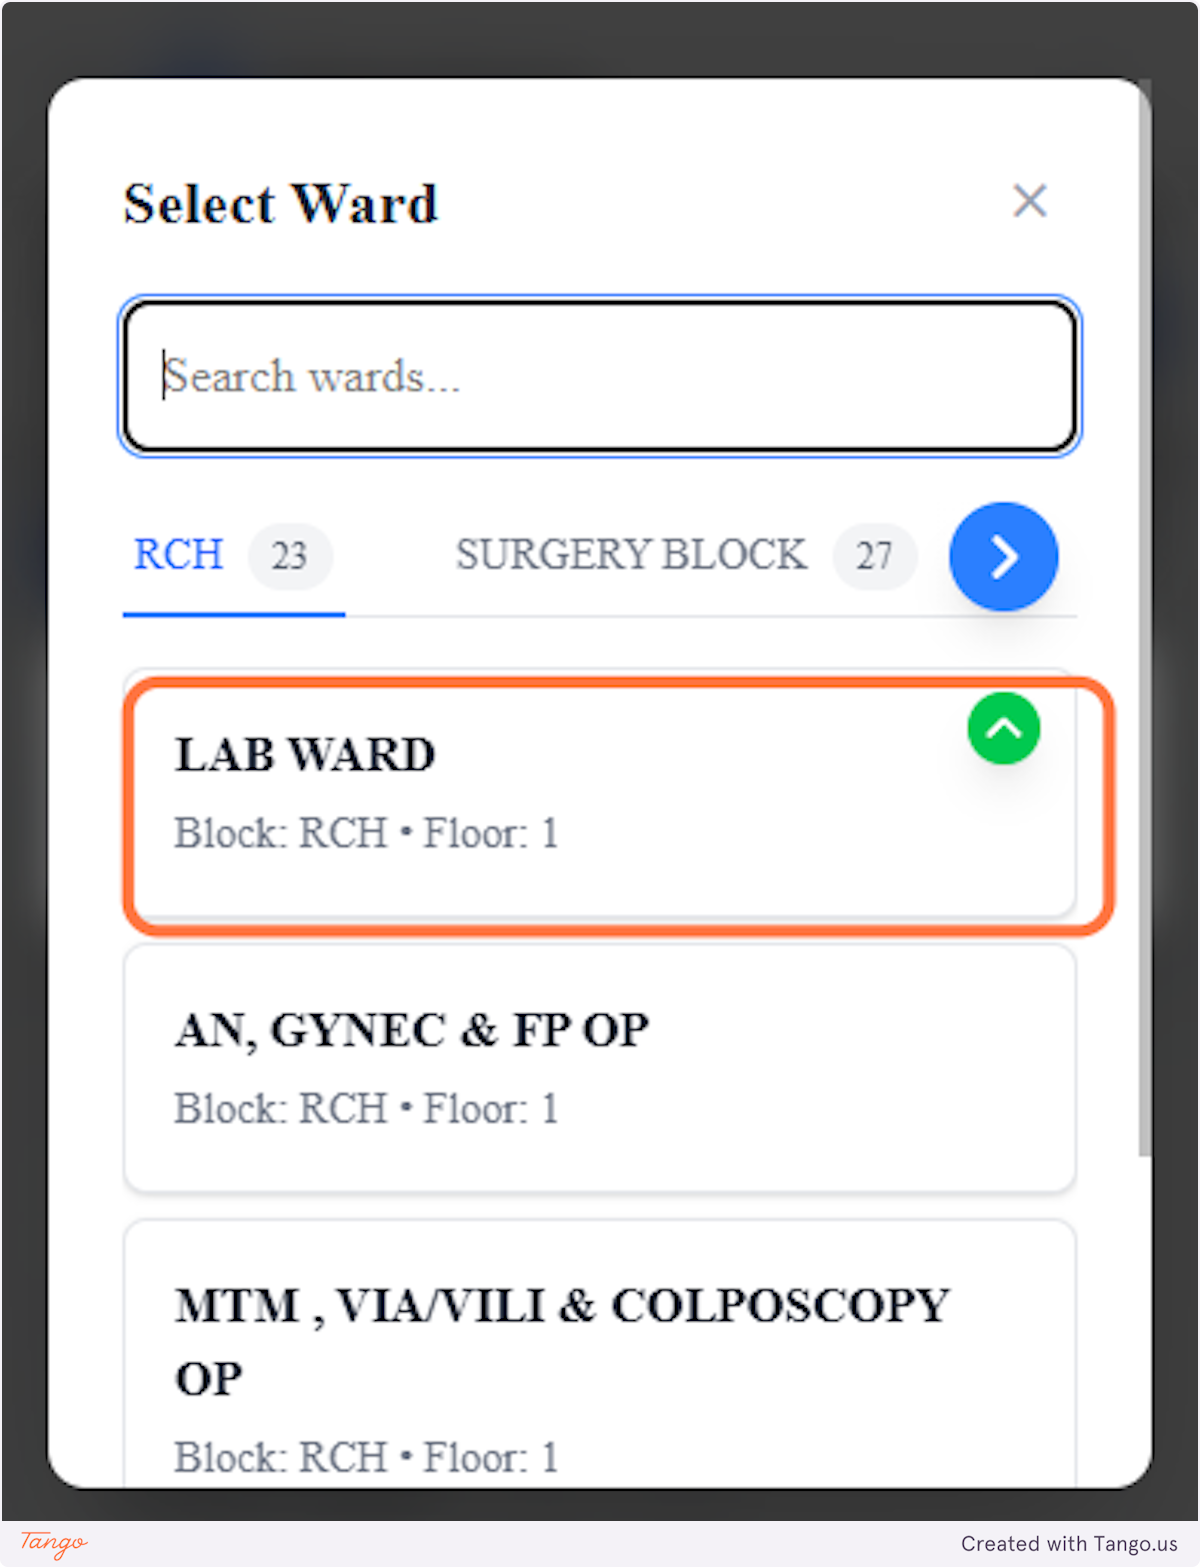 Select Ward
Search wards...
RCH 23 SURGERY BLOCK 27
LAB WARD
Block: RCH • Floor: 1
AN, GYNEC & FP OP
Block: RCH • Floor: 1
MTM , VIA/VILI & COLPOSCOPY
OP
Block: RCH • Floor: 1
Tango
Created with Tango.us